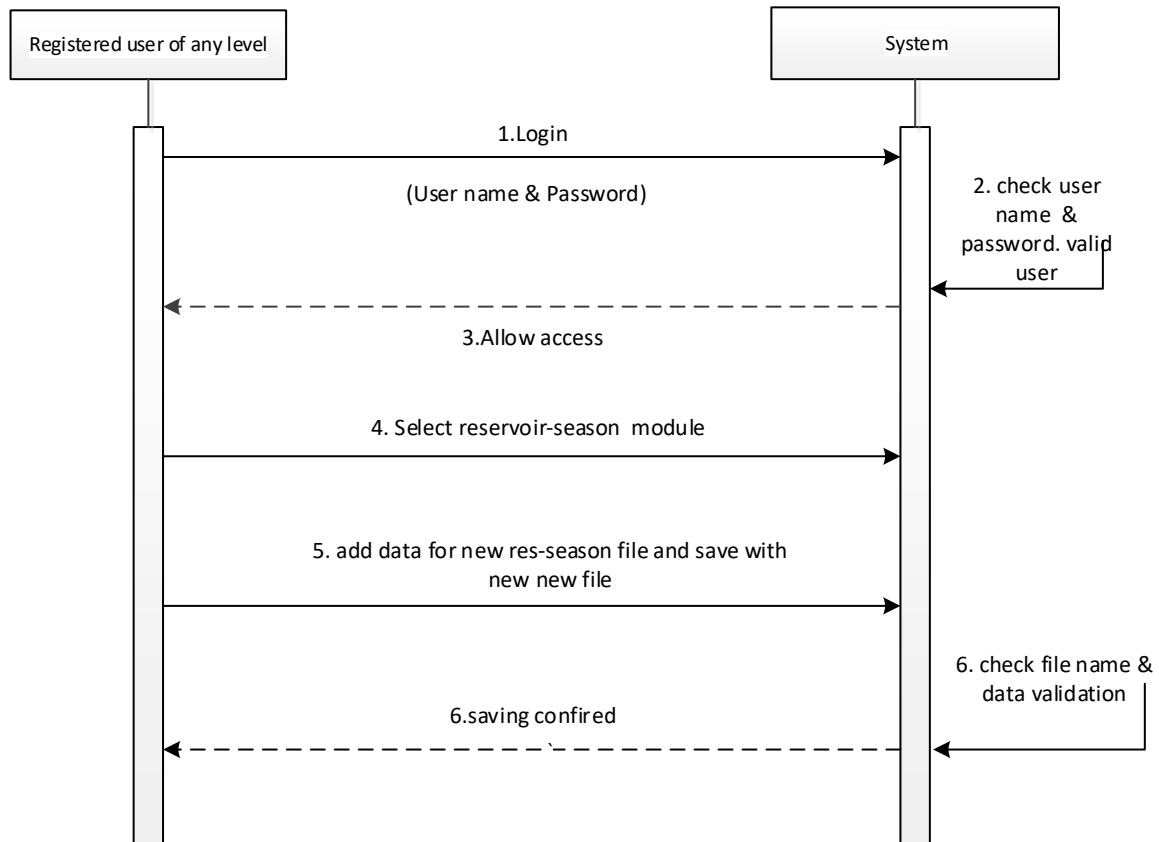 Registered user of any level
System
1.Login
(User name & Password)
2. check user
name &
password. valid
user
3.Allow access
4. Select reservoir-season module
5. add data for new res-season file and save with
new new file
6. check file name &
data validation
6.saving confired
`